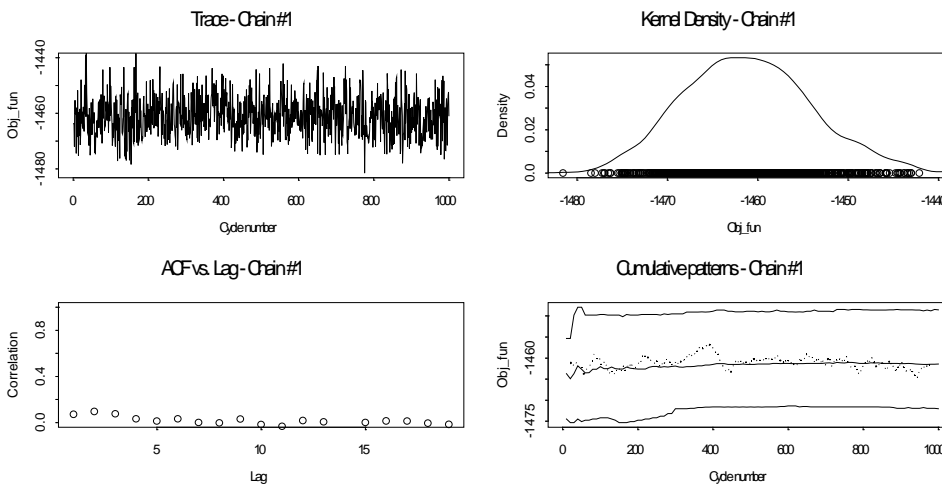 Trace - Chain #1
Obj_fun
-1440
-1460
-1480
0 200 400 600 800 1000
Cycle number
Kernel Density - Chain #1
Density
0.04
0.02
0.0
-1480 -1470 -1460 -1450 -1440
Obj_fun
ACF vs. Lag - Chain #1
Correlation
0.8
0.4
0.0
5 10 15
Lag
Cumulative patterns - Chain #1
Obj_fun
-1460
-1475
0 200 400 600 800 1000
Cycle number